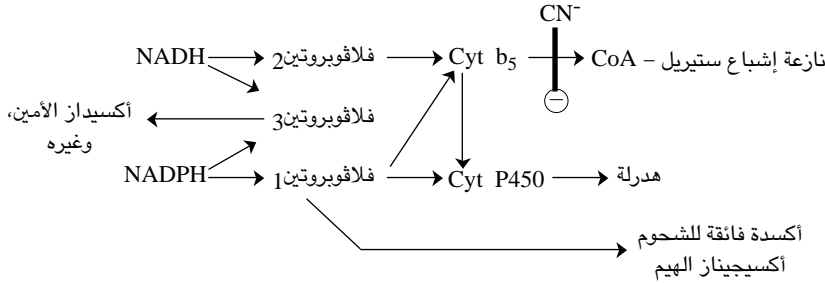 CN-
NADH فلاڤوبروتين2 Cyt b5 نازعة إشباع ستيريل – CoA
−
أكسيداز الأمين، فلاڤوبروتين3
وغيره
NADPH فلاڤوبروتين1 Cyt P450 هدرلة
أكسدة فائقة للشحوم
أكسيجيناز الهيم